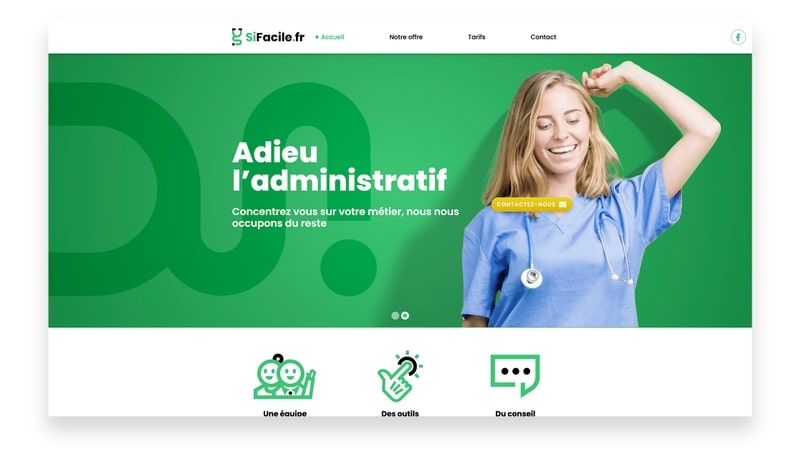 SiFacile.fr
Accueil
Notre offre
Tarifs
Contact
Adieu
l’administratif
Concentrez vous sur votre métier, nous nous
occupons du reste
CONTACTEZ-NOUS
Une équipe
Des outils
Du conseil